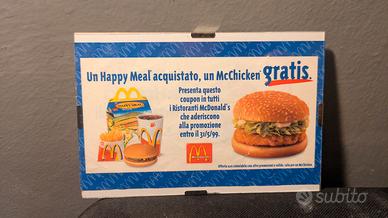 Un Happy Meal acquistato, un McChicken gratis.
Presenta questo
coupon in tutti
i Ristoranti McDonald's
che aderiscono
alla promozione
entro il 31/5/99.
subito